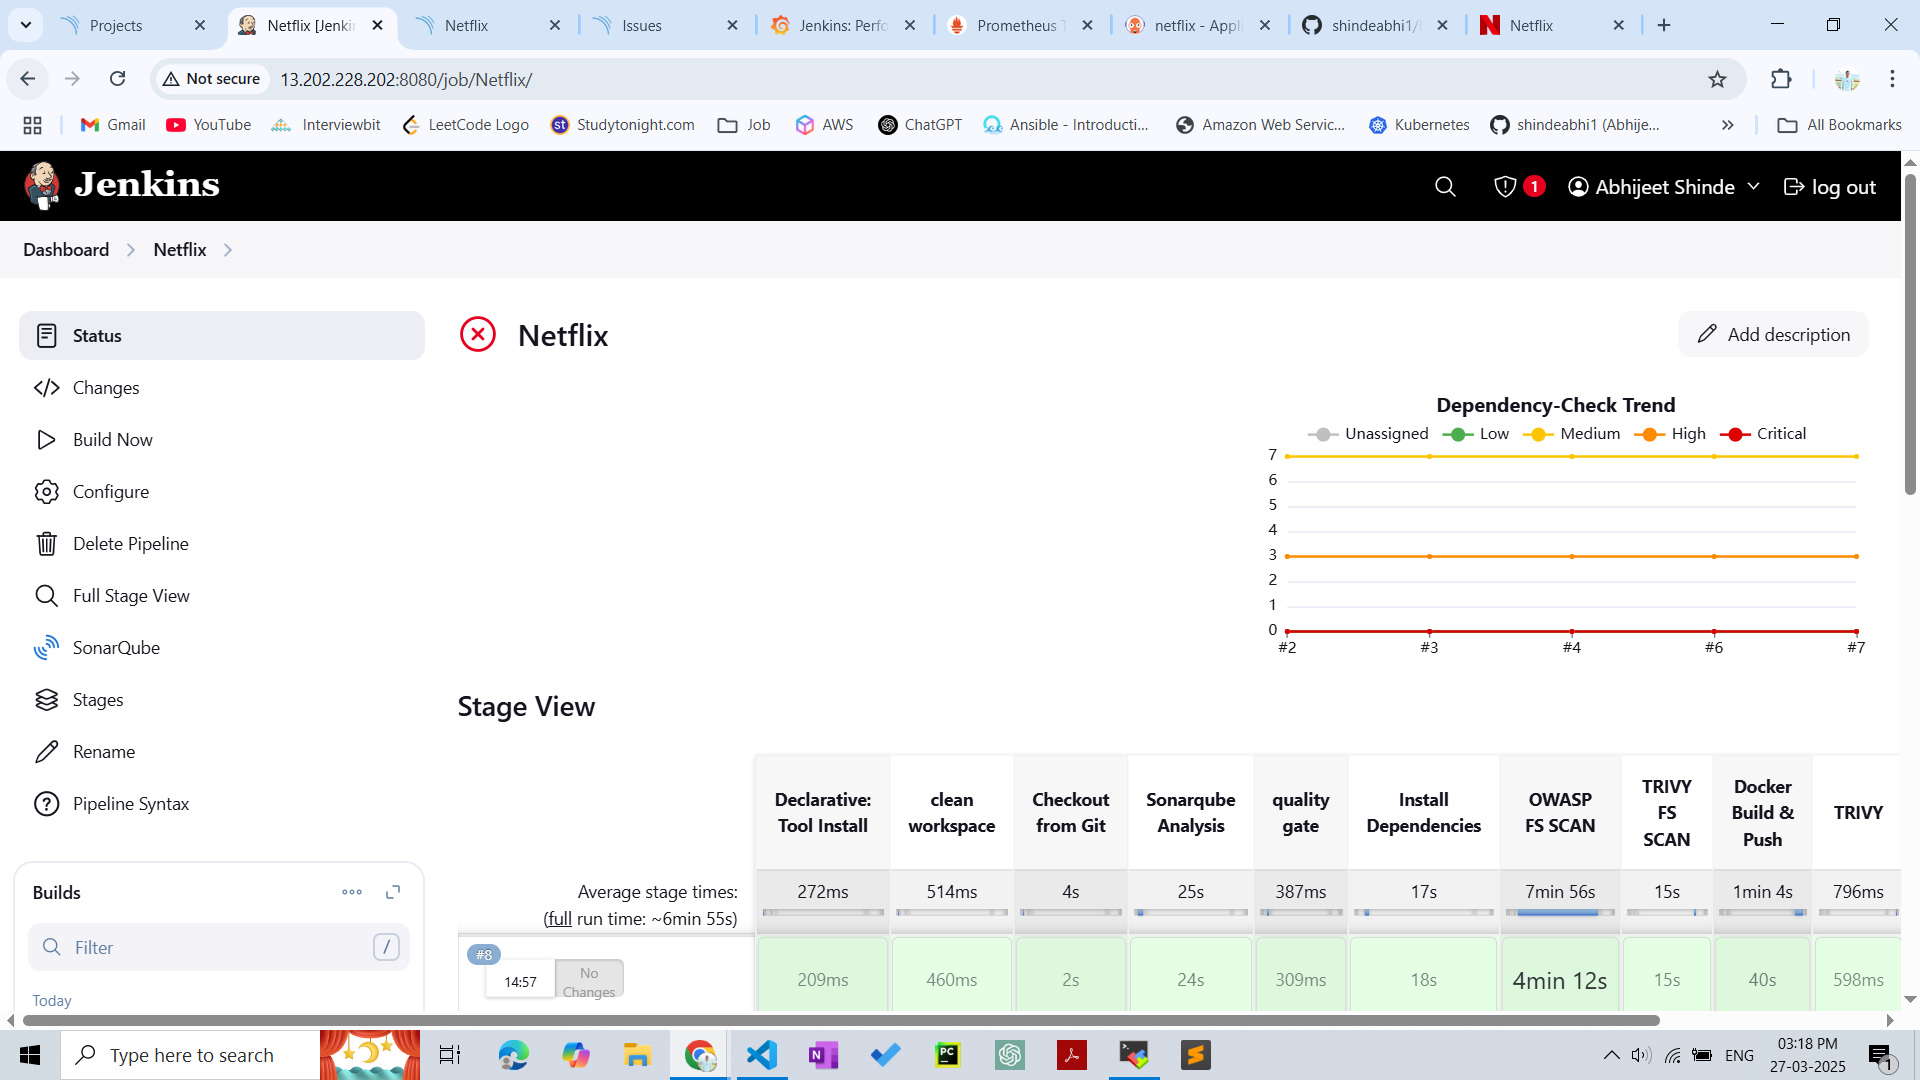 Projects
Netflix [Jenki
Netflix
Issues
Jenkins: Perfo
Prometheus T
netflix - Appli
shindeabhi1/
Netflix
Not secure
13.202.228.202:8080/job/Netflix/
Gmail
YouTube
Interviewbit
LeetCode Logo
Studytonight.com
Job
AWS
ChatGPT
Ansible - Introducti...
Amazon Web Servic...
Kubernetes
shindeabhi1 (Abhije...
All Bookmarks
Jenkins
1
Abhijeet Shinde
log out
Dashboard
Netflix
Status
Changes
Build Now
Configure
Delete Pipeline
Full Stage View
SonarQube
Stages
Rename
Pipeline Syntax
Builds
Filter
/
Today
Netflix
Add description
Dependency-Check Trend
Unassigned Low Medium High Critical
7
6
5
4
3
2
1
0
#2 #3 #4 #6 #7
Stage View
Declarative: Tool Install
clean workspace
Checkout from Git
Sonarqube Analysis
quality gate
Install Dependencies
OWASP FS SCAN
TRIVY FS SCAN
Docker Build & Push
TRIVY
Average stage times:
(full run time: ~6min 55s)
272ms 514ms 4s 25s 387ms 17s 7min 56s 15s 1min 4s 796ms
#8
14:57
No Changes
209ms 460ms 2s 24s 309ms 18s 4min 12s 15s 40s 598ms
Type here to search
ENG
03:18 PM
27-03-2025
1